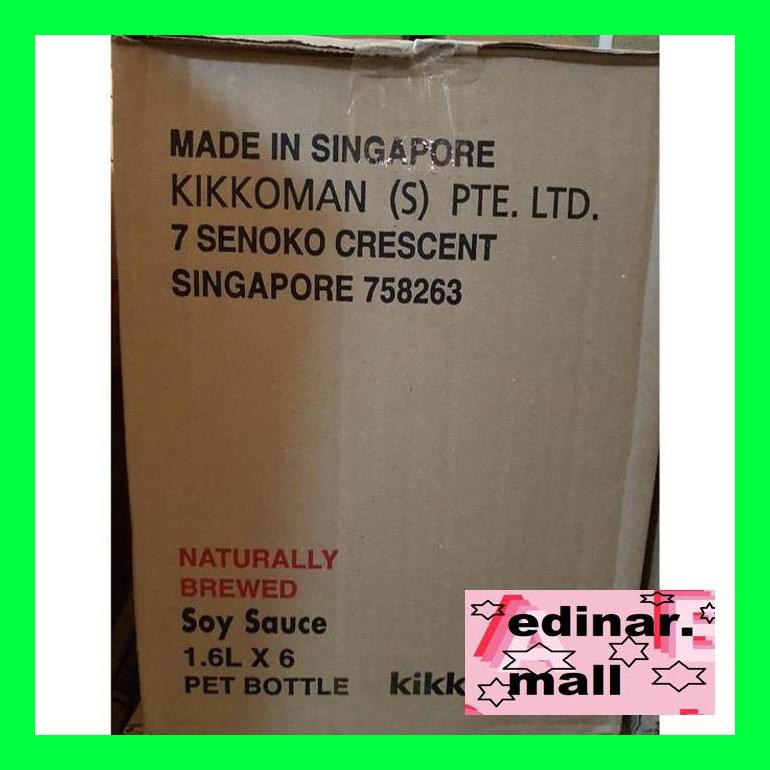 MADE IN SINGAPORE
KIKKOMAN (S) PTE. LTD.
7 SENOKO CRESCENT
SINGAPORE 758263
NATURALLY
BREWED
Soy Sauce
1.6L X 6
PET BOTTLE kikk
edinar.
mall